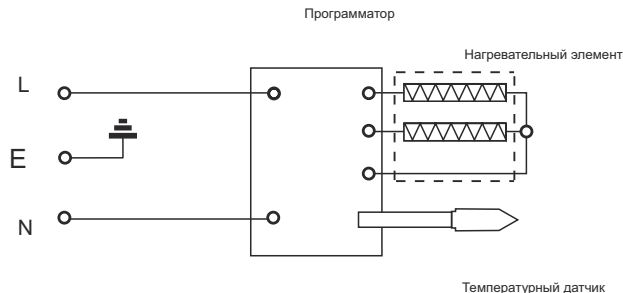 Программатор
Нагревательный элемент
L
E
N
Температурный датчик